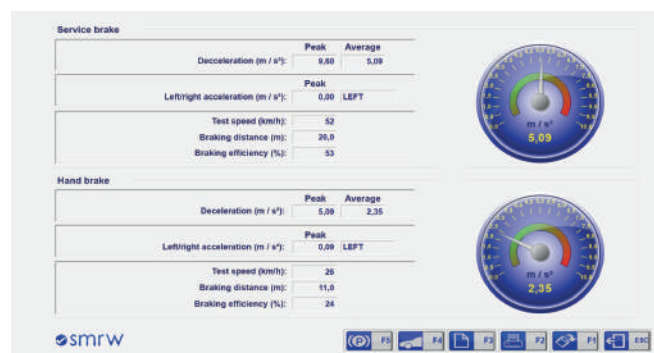 Service brake
Peak Average
Decceleration (m / s²): 9,60 5,09
Peak
Left/right acceleration (m / s²): 0,00 LEFT
Test speed (km/h): 52
Braking distance (m): 20,0
Braking efficiency (%): 53
m / s²
5,09
Hand brake
Peak Average
Deceleration (m / s²): 5,09 2,35
Peak
Left/right acceleration (m / s²): 0,09 LEFT
Test speed (km/h): 26
Braking distance (m): 11,0
Braking efficiency (%): 24
m / s²
2,35
smrw
(P) F5 F4 F3 F2 F1 ESC